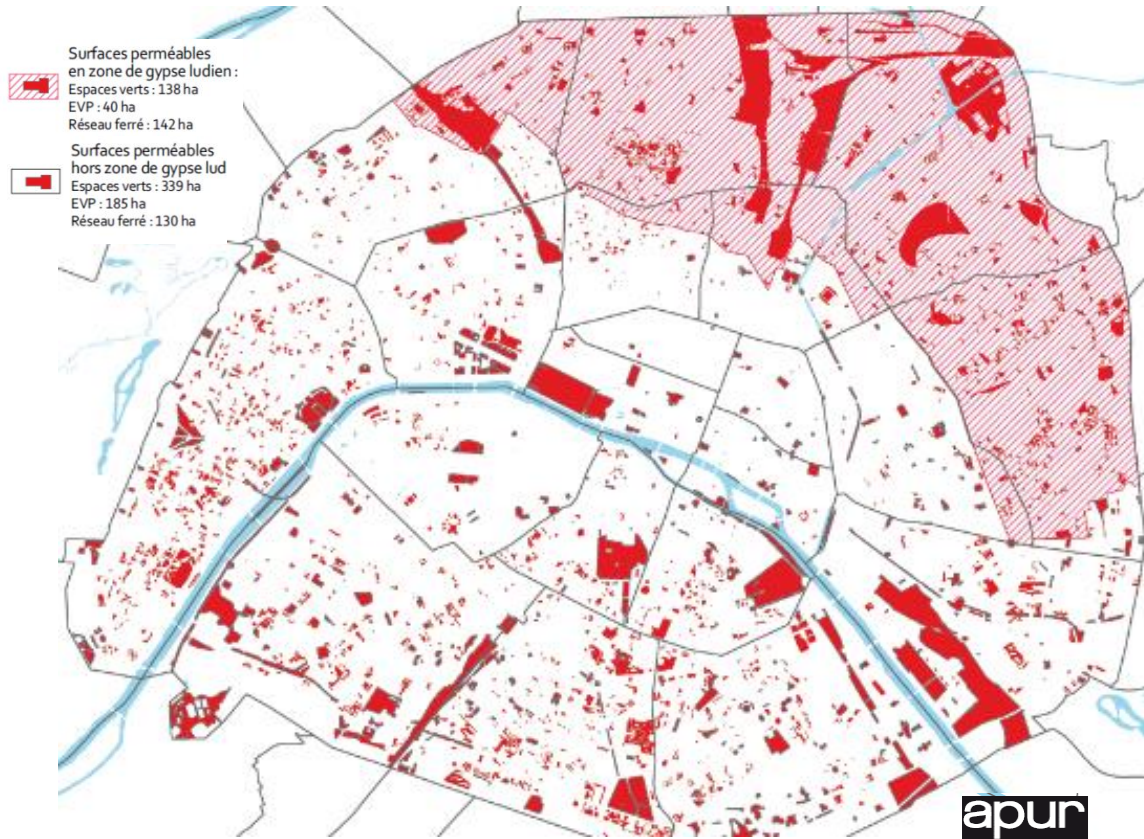 Surfaces perméables
en zone de gypse ludien :
Espaces verts : 138 ha
EVP : 40 ha
Réseau ferré : 142 ha
Surfaces perméables
hors zone de gypse lud
Espaces verts : 339 ha
EVP : 185 ha
Réseau ferré : 130 ha
apur